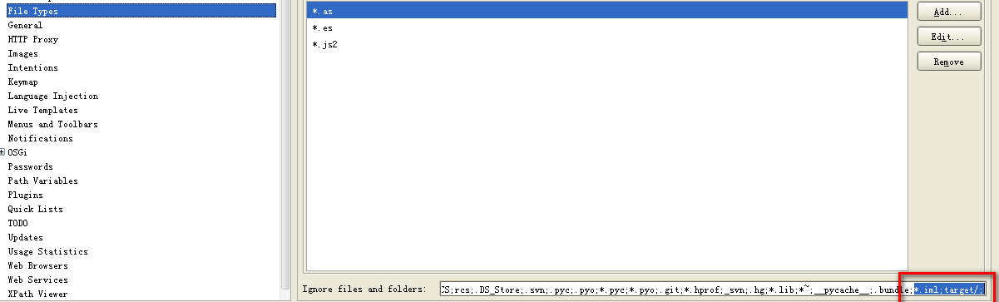 File Types
General
HTTP Proxy
Images
Intentions
Keymap
Language Injection
Live Templates
Menus and Toolbars
Notifications
OSGi
Passwords
Path Variables
Plugins
Quick Lists
TODO
Updates
Usage Statistics
Web Browsers
Web Services
XPath Viewer
*.as
*.es
*.js2
Add...
Edit...
Remove
Ignore files and folders: CS;rcs;.DS_Store;.svn;.pyc;.pyo;*.pyc;*.pyo;.git;*.hprof;_svn;.hg;*.lib;*~;__pycache__;.bundle;*.iml;target/;